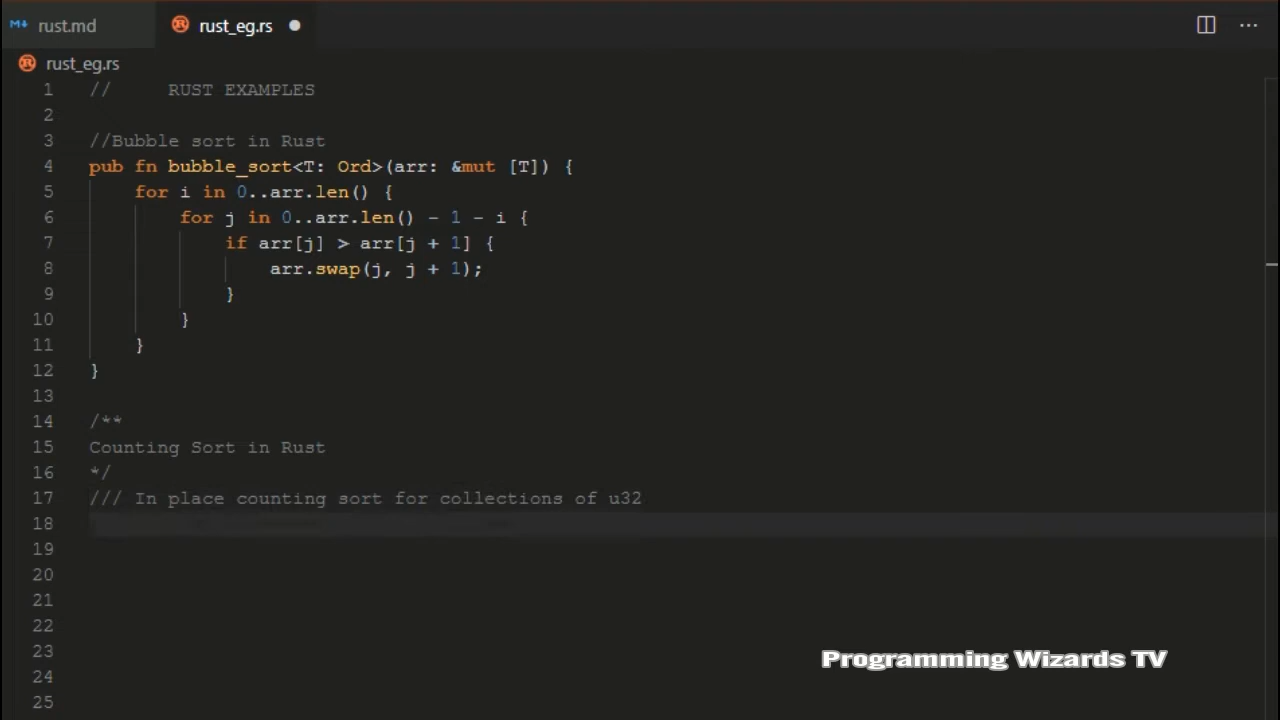 rust.md rust_eg.rs
rust_eg.rs
1 // RUST EXAMPLES
2
3 //Bubble sort in Rust
4 pub fn bubble_sort<T: Ord>(arr: &mut [T]) {
5 for i in 0..arr.len() {
6 for j in 0..arr.len() - 1 - i {
7 if arr[j] > arr[j + 1] {
8 arr.swap(j, j + 1);
9 }
10 }
11 }
12 }
13
14 /**
15 Counting Sort in Rust
16 */
17 /// In place counting sort for collections of u32
18
19
20
21
22
23
24
25
Programming Wizards TV